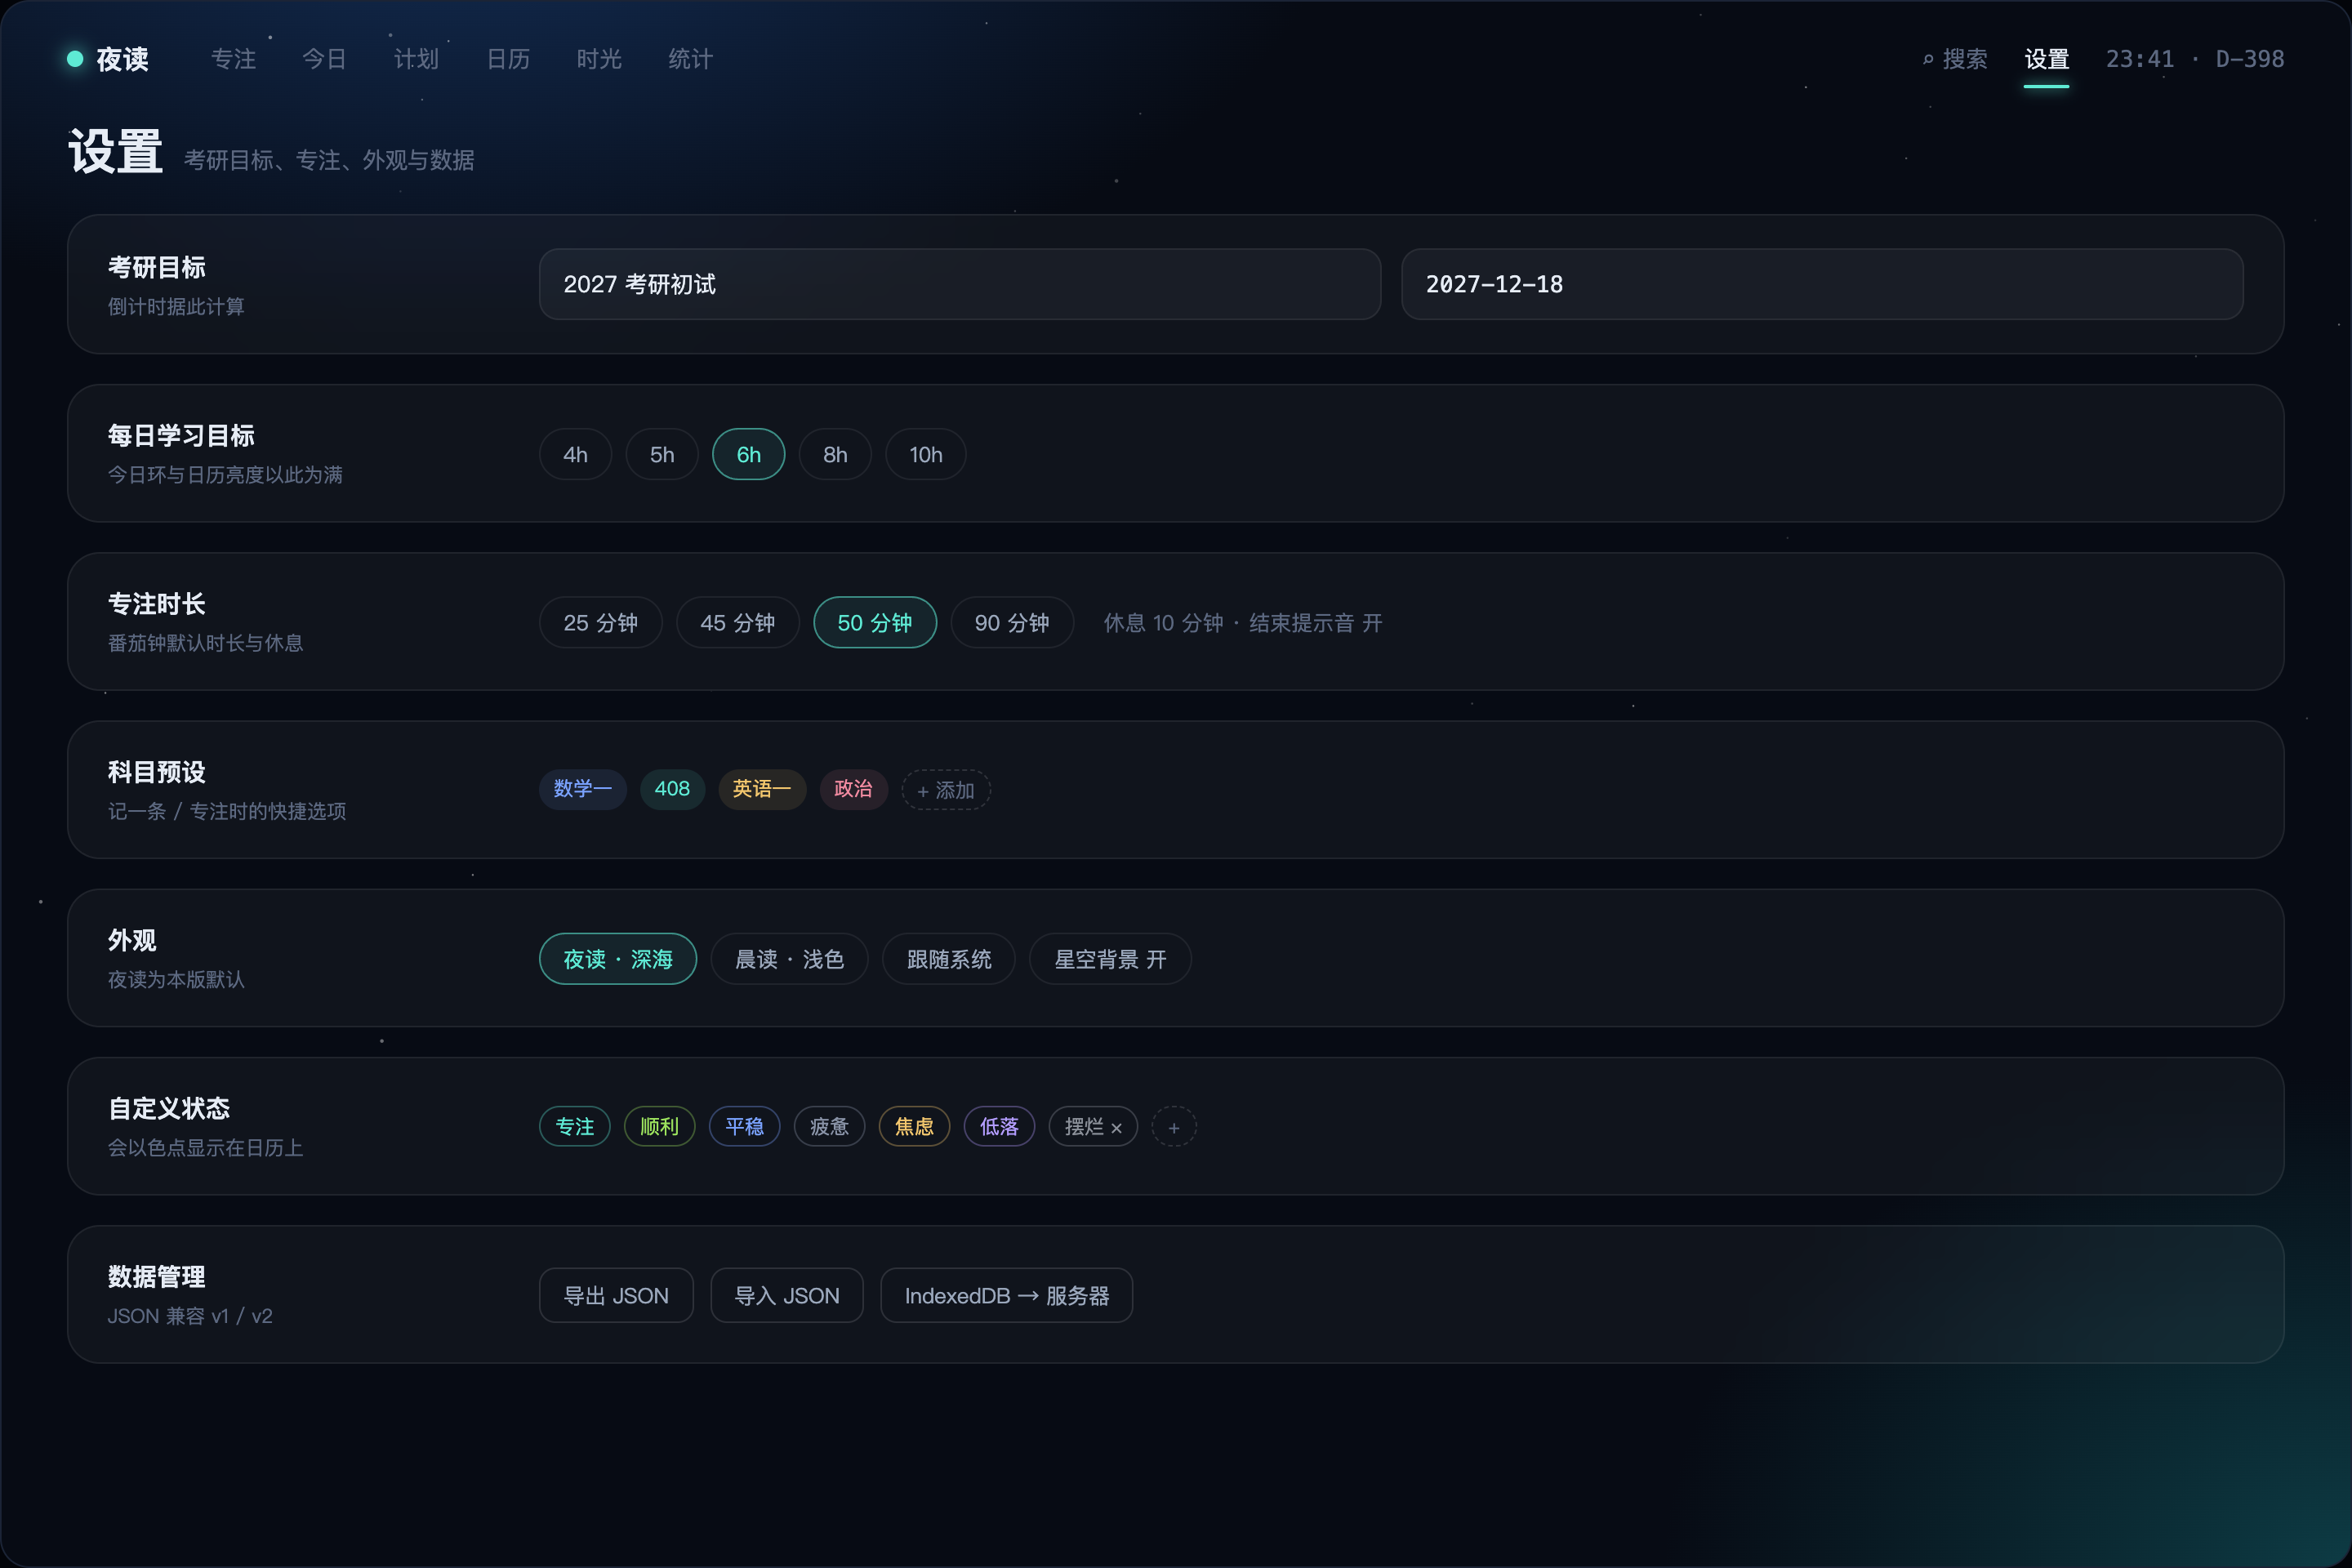 夜读 专注 今日 计划 日历 时光 统计 ⌕ 搜索 设置 23:41 · D-398
设置 考研目标、专注、外观与数据
考研目标
倒计时据此计算
2027 考研初试
2027-12-18
每日学习目标
今日环与日历亮度以此为满
4h 5h 6h 8h 10h
专注时长
番茄钟默认时长与休息
25 分钟 45 分钟 50 分钟 90 分钟 休息 10 分钟 · 结束提示音 开
科目预设
记一条 / 专注时的快捷选项
数学一 408 英语一 政治 + 添加
外观
夜读为本版默认
夜读 · 深海 晨读 · 浅色 跟随系统 星空背景 开
自定义状态
会以色点显示在日历上
专注 顺利 平稳 疲惫 焦虑 低落 摆烂 × +
数据管理
JSON 兼容 v1 / v2
导出 JSON 导入 JSON IndexedDB → 服务器